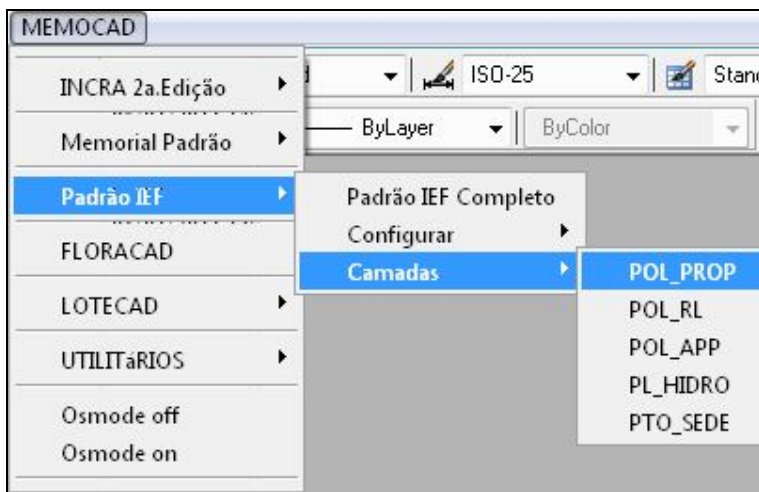 MEMOCAD
ISO-25
ByLayer
ByColor
INCRA 2a.Edição
Memorial Padrão
Padrão IEF
FLORACAD
LOTECAD
UTILITáRIOS
Osmode off
Osmode on
Padrão IEF Completo
Configurar
Camadas
POL_PROP
POL_RL
POL_APP
PL_HIDRO
PTO_SEDE